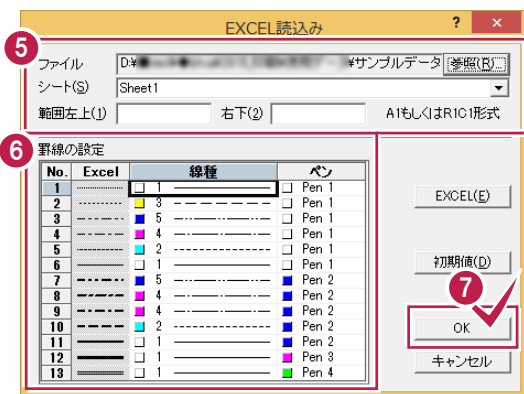 EXCEL読込み ? ×
5
ファイル D:¥ ¥サンプルデータ 参照(R)...
シート(S) Sheet1
範囲左上(1) 右下(2) A1もしくはR1C1形式
6
罫線の設定
No. Excel 線種 ペン
1 1 Pen 1
2 3 Pen 1
3 5 Pen 1
4 4 Pen 1
5 2 Pen 1
6 1 Pen 1
7 5 Pen 2
8 4 Pen 2
9 4 Pen 2
10 2 Pen 2
11 1 Pen 2
12 1 Pen 3
13 1 Pen 4
EXCEL(E)
初期値(D)
7
OK
キャンセル